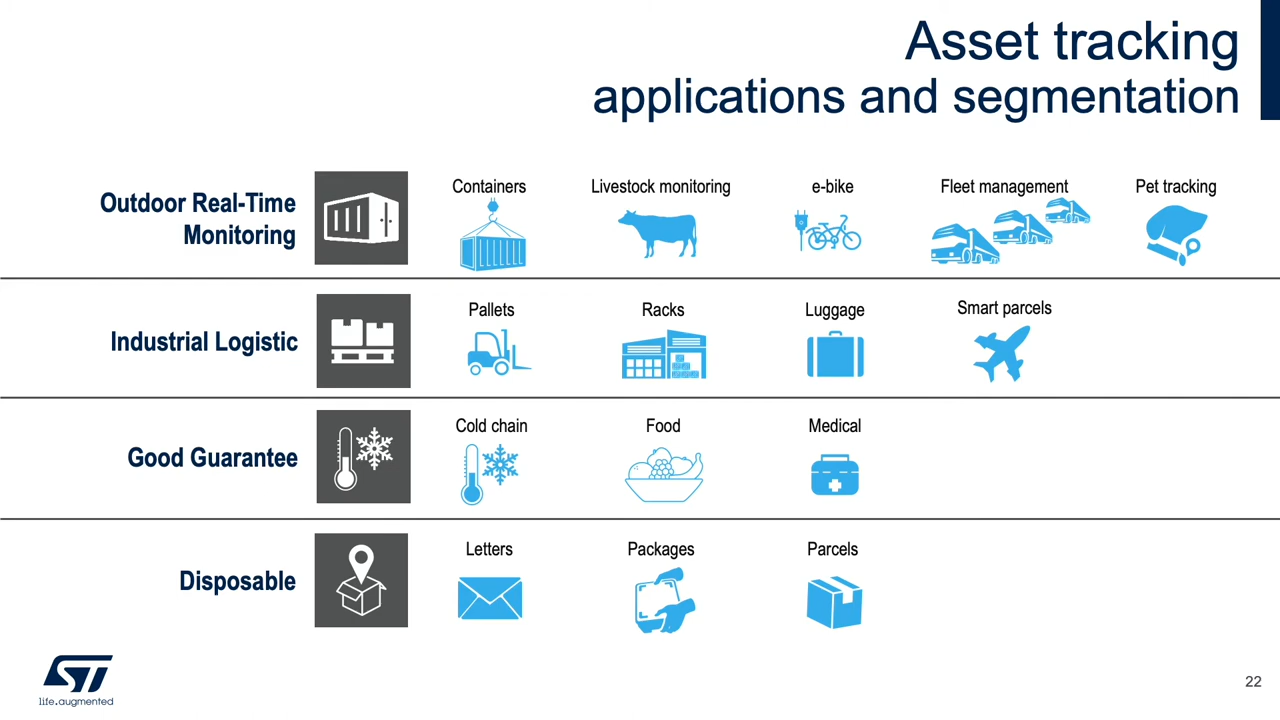 Asset tracking
applications and segmentation
Outdoor Real-Time
Monitoring
Containers
Livestock monitoring
e-bike
Fleet management
Pet tracking
Industrial Logistic
Pallets
Racks
Luggage
Smart parcels
Good Guarantee
Cold chain
Food
Medical
Disposable
Letters
Packages
Parcels
ST
life.augmented
22